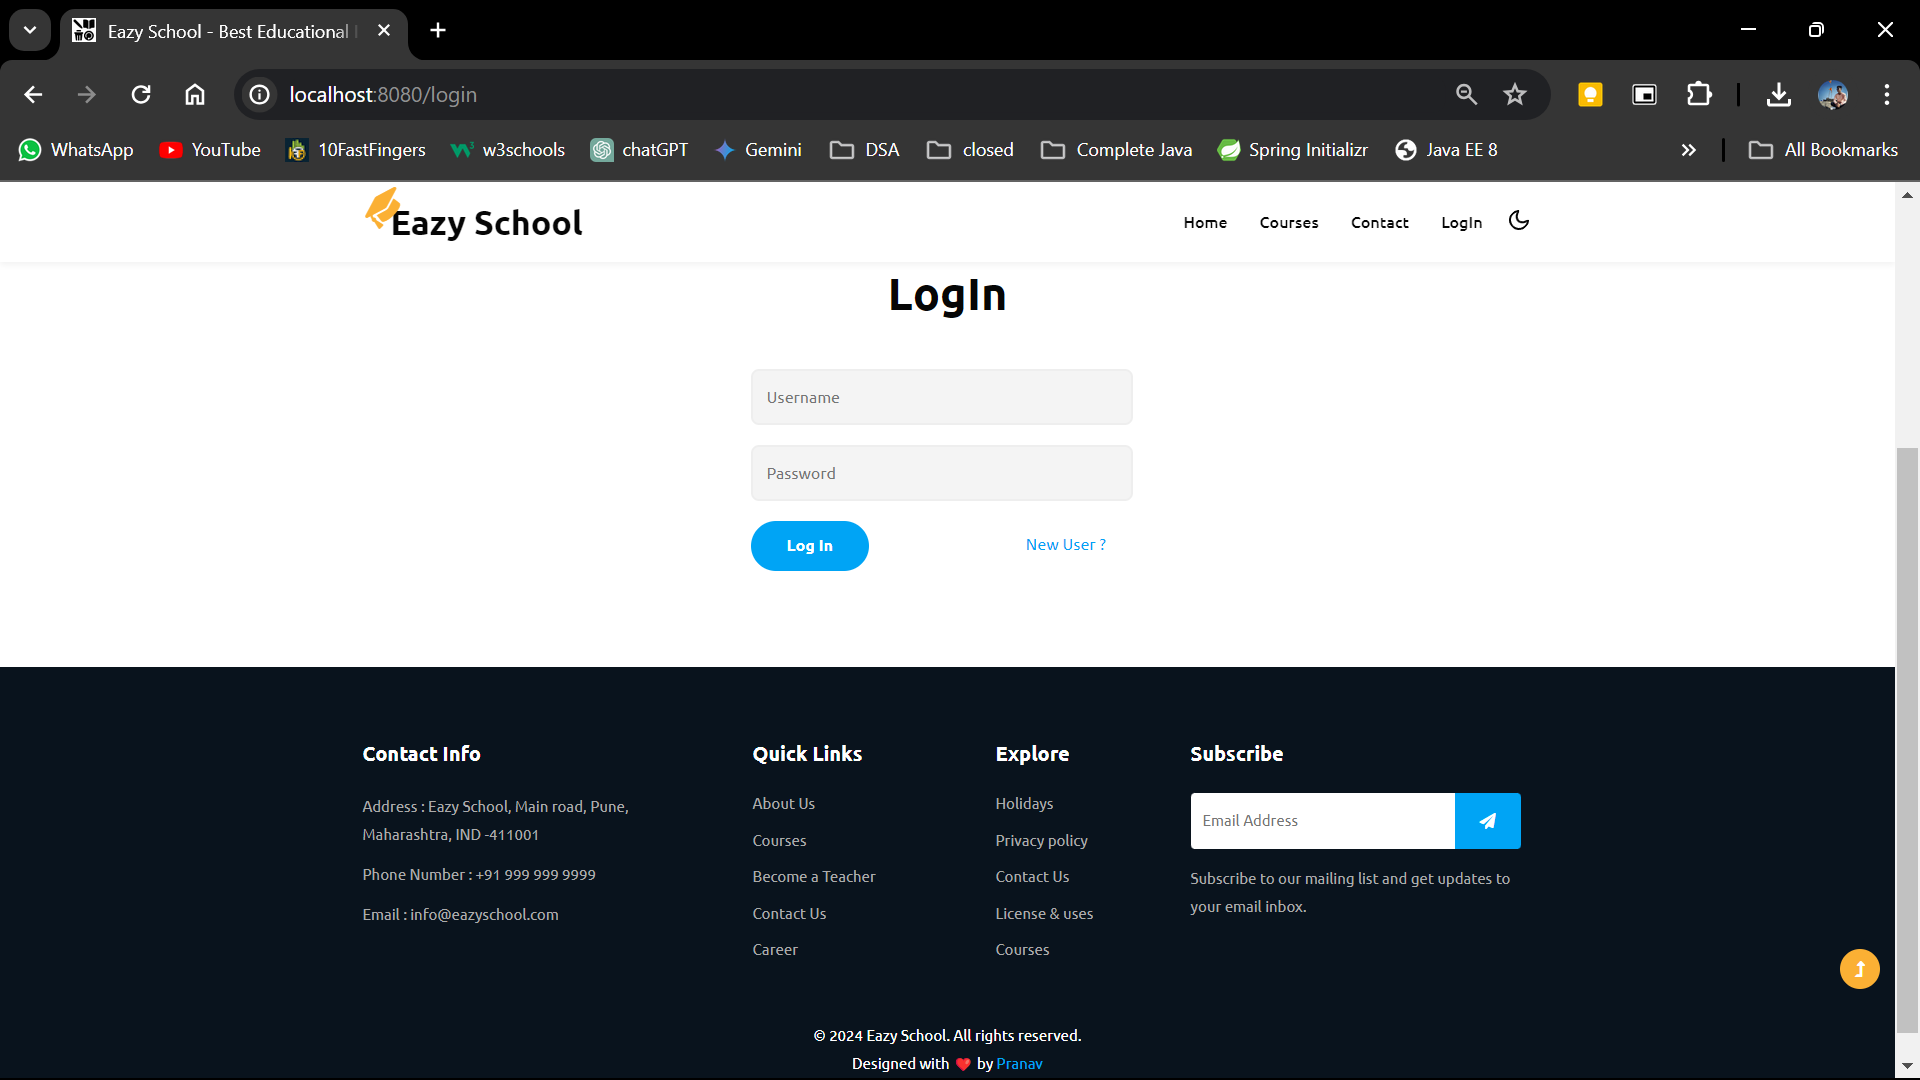 Eazy School - Best Educational
localhost:8080/login
WhatsApp
YouTube
10FastFingers
w3schools
chatGPT
Gemini
DSA
closed
Complete Java
Spring Initializr
Java EE 8
All Bookmarks
Eazy School
Home
Courses
Contact
LogIn
LogIn
Username
Password
Log In
New User ?
Contact Info
Address : Eazy School, Main road, Pune,
Maharashtra, IND -411001
Phone Number : +91 999 999 9999
Email : info@eazyschool.com
Quick Links
About Us
Courses
Become a Teacher
Contact Us
Career
Explore
Holidays
Privacy policy
Contact Us
License & uses
Courses
Subscribe
Email Address
Subscribe to our mailing list and get updates to
your email inbox.
© 2024 Eazy School. All rights reserved.
Designed with ❤ by Pranav